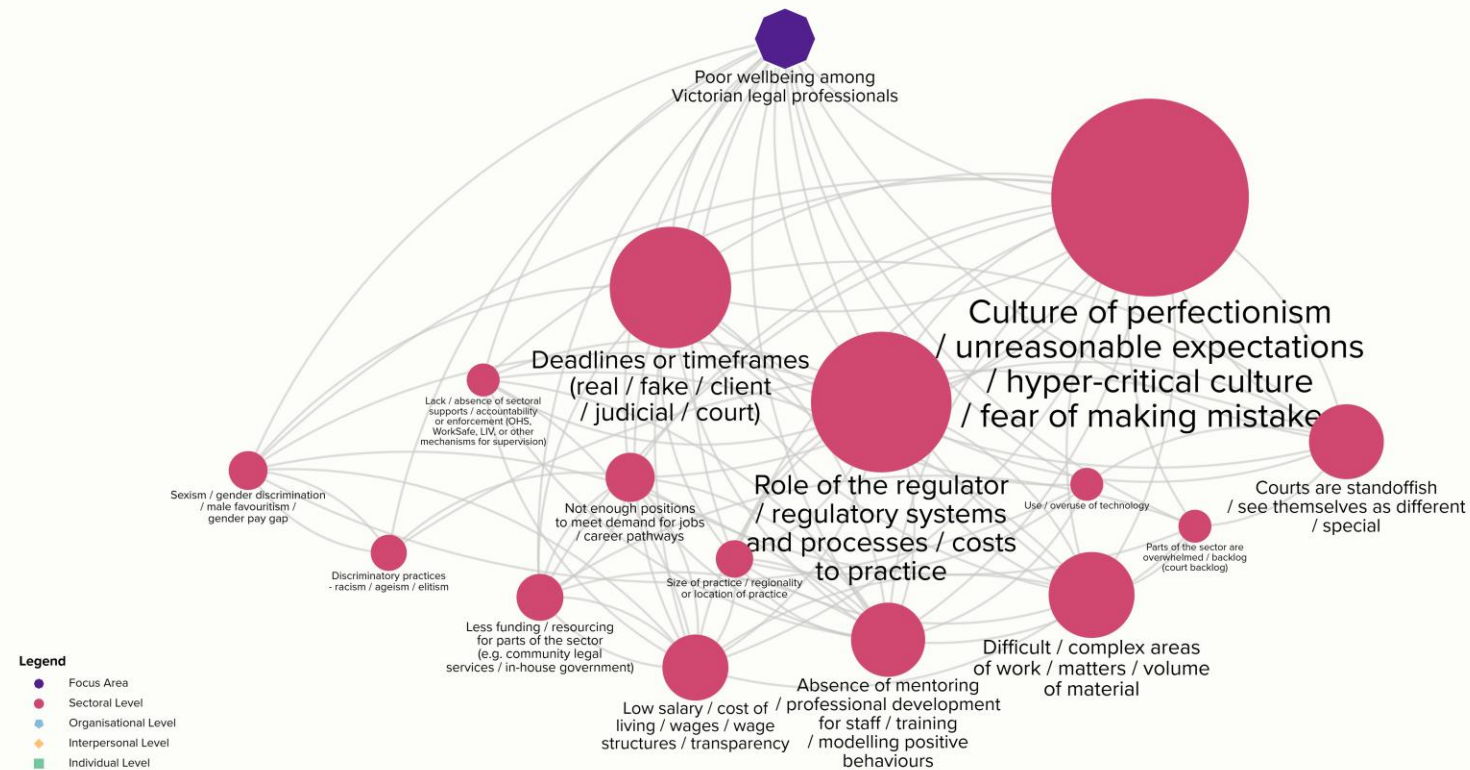 Poor wellbeing among
Victorian legal professionals
Culture of perfectionism
/ unreasonable expectations
/ hyper-critical culture
/ fear of making mistake
Deadlines or timeframes
(real / fake / client
/ judicial / court)
Lack / absence of sectoral
supports / accountability
or enforcement (OHS,
WorkSafe, LIV, or other
mechanisms for supervision)
Role of the regulator
/ regulatory systems
and processes / costs
to practice
Courts are standoffish
/ see themselves as different
/ special
Sexism / gender discrimination
/ male favouritism /
gender pay gap
Not enough positions
to meet demand for jobs
/ career pathways
Use / overuse of technology
Parts of the sector are
overwhelmed / backlog
(court backlog)
Discriminatory practices
- racism / ageism / elitism
Size of practice / regionality
or location of practice
Less funding / resourcing
for parts of the sector
(e.g. community legal
services / in-house government)
Difficult / complex areas
of work / matters / volume
of material
Low salary / cost of
living / wages / wage
structures / transparency
Absence of mentoring
/ professional development
for staff / training
/ modelling positive
behaviours
Legend
Focus Area
Sectoral Level
Organisational Level
Interpersonal Level
Individual Level